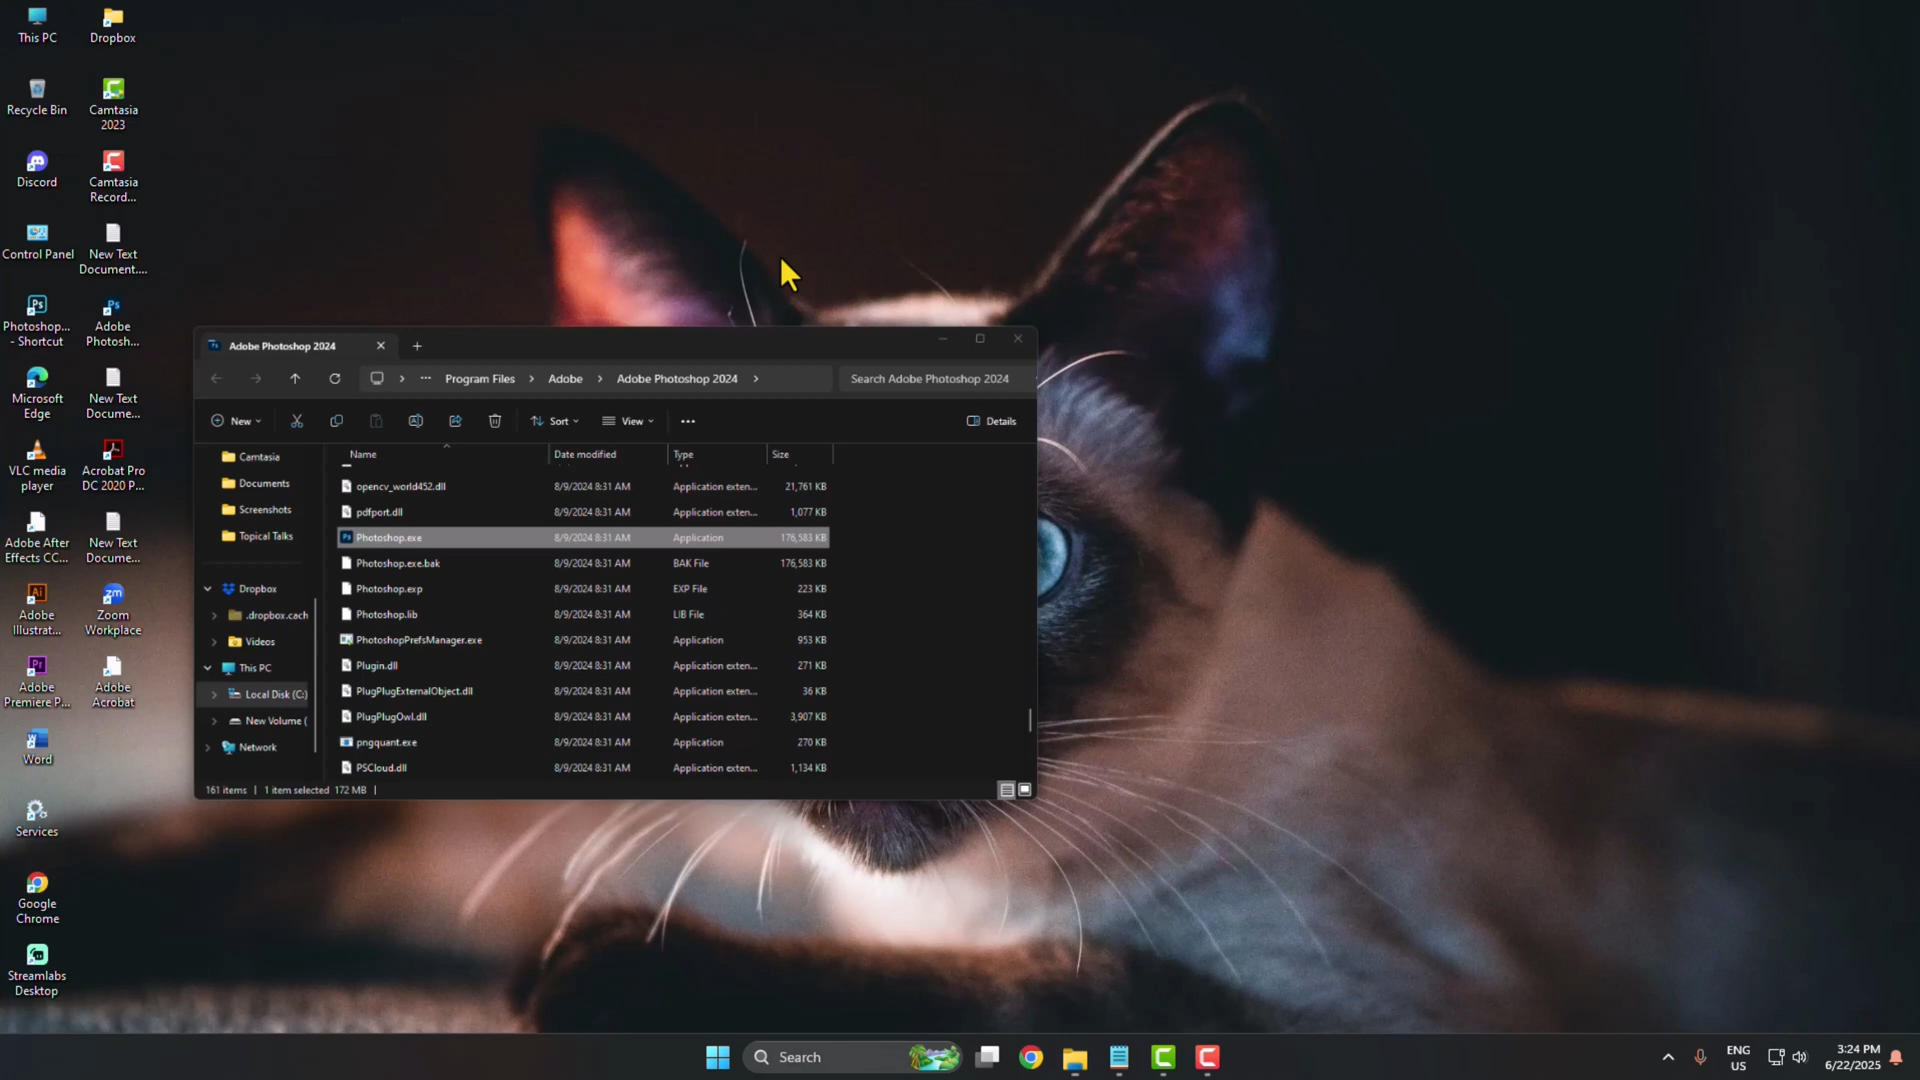 This PC
Dropbox
Recycle Bin
Camtasia
2023
Discord
Camtasia
Record...
Control Panel
New Text
Document....
Photoshop...
- Shortcut
Adobe
Photosh...
Microsoft
Edge
New Text
Docume...
VLC media
player
Acrobat Pro
DC 2020 P...
Adobe After
Effects CC...
New Text
Docume...
Adobe
Illustrat...
Zoom
Workplace
Adobe
Premiere P...
Adobe
Acrobat
Word
Services
Google
Chrome
Streamlabs
Desktop
Adobe Photoshop 2024
Program Files > Adobe > Adobe Photoshop 2024 >
Search Adobe Photoshop 2024
New
Sort
View
Details
Camtasia
Documents
Screenshots
Topical Talks
Dropbox
.dropbox.cach
Videos
This PC
Local Disk (C:)
New Volume (
Network
Name Date modified Type Size
opencv_world452.dll 8/9/2024 8:31 AM Application exten... 21,761 KB
pdfport.dll 8/9/2024 8:31 AM Application exten... 1,077 KB
Photoshop.exe 8/9/2024 8:31 AM Application 176,583 KB
Photoshop.exe.bak 8/9/2024 8:31 AM BAK File 176,583 KB
Photoshop.exp 8/9/2024 8:31 AM EXP File 223 KB
Photoshop.lib 8/9/2024 8:31 AM LIB File 364 KB
PhotoshopPrefsManager.exe 8/9/2024 8:31 AM Application 953 KB
Plugin.dll 8/9/2024 8:31 AM Application exten... 271 KB
PlugPlugExternalObject.dll 8/9/2024 8:31 AM Application exten... 36 KB
PlugPlugOwl.dll 8/9/2024 8:31 AM Application exten... 3,907 KB
pngquant.exe 8/9/2024 8:31 AM Application 270 KB
PSCloud.dll 8/9/2024 8:31 AM Application exten... 1,134 KB
161 items | 1 item selected 172 MB |
Search
ENG
US
3:24 PM
6/22/2025